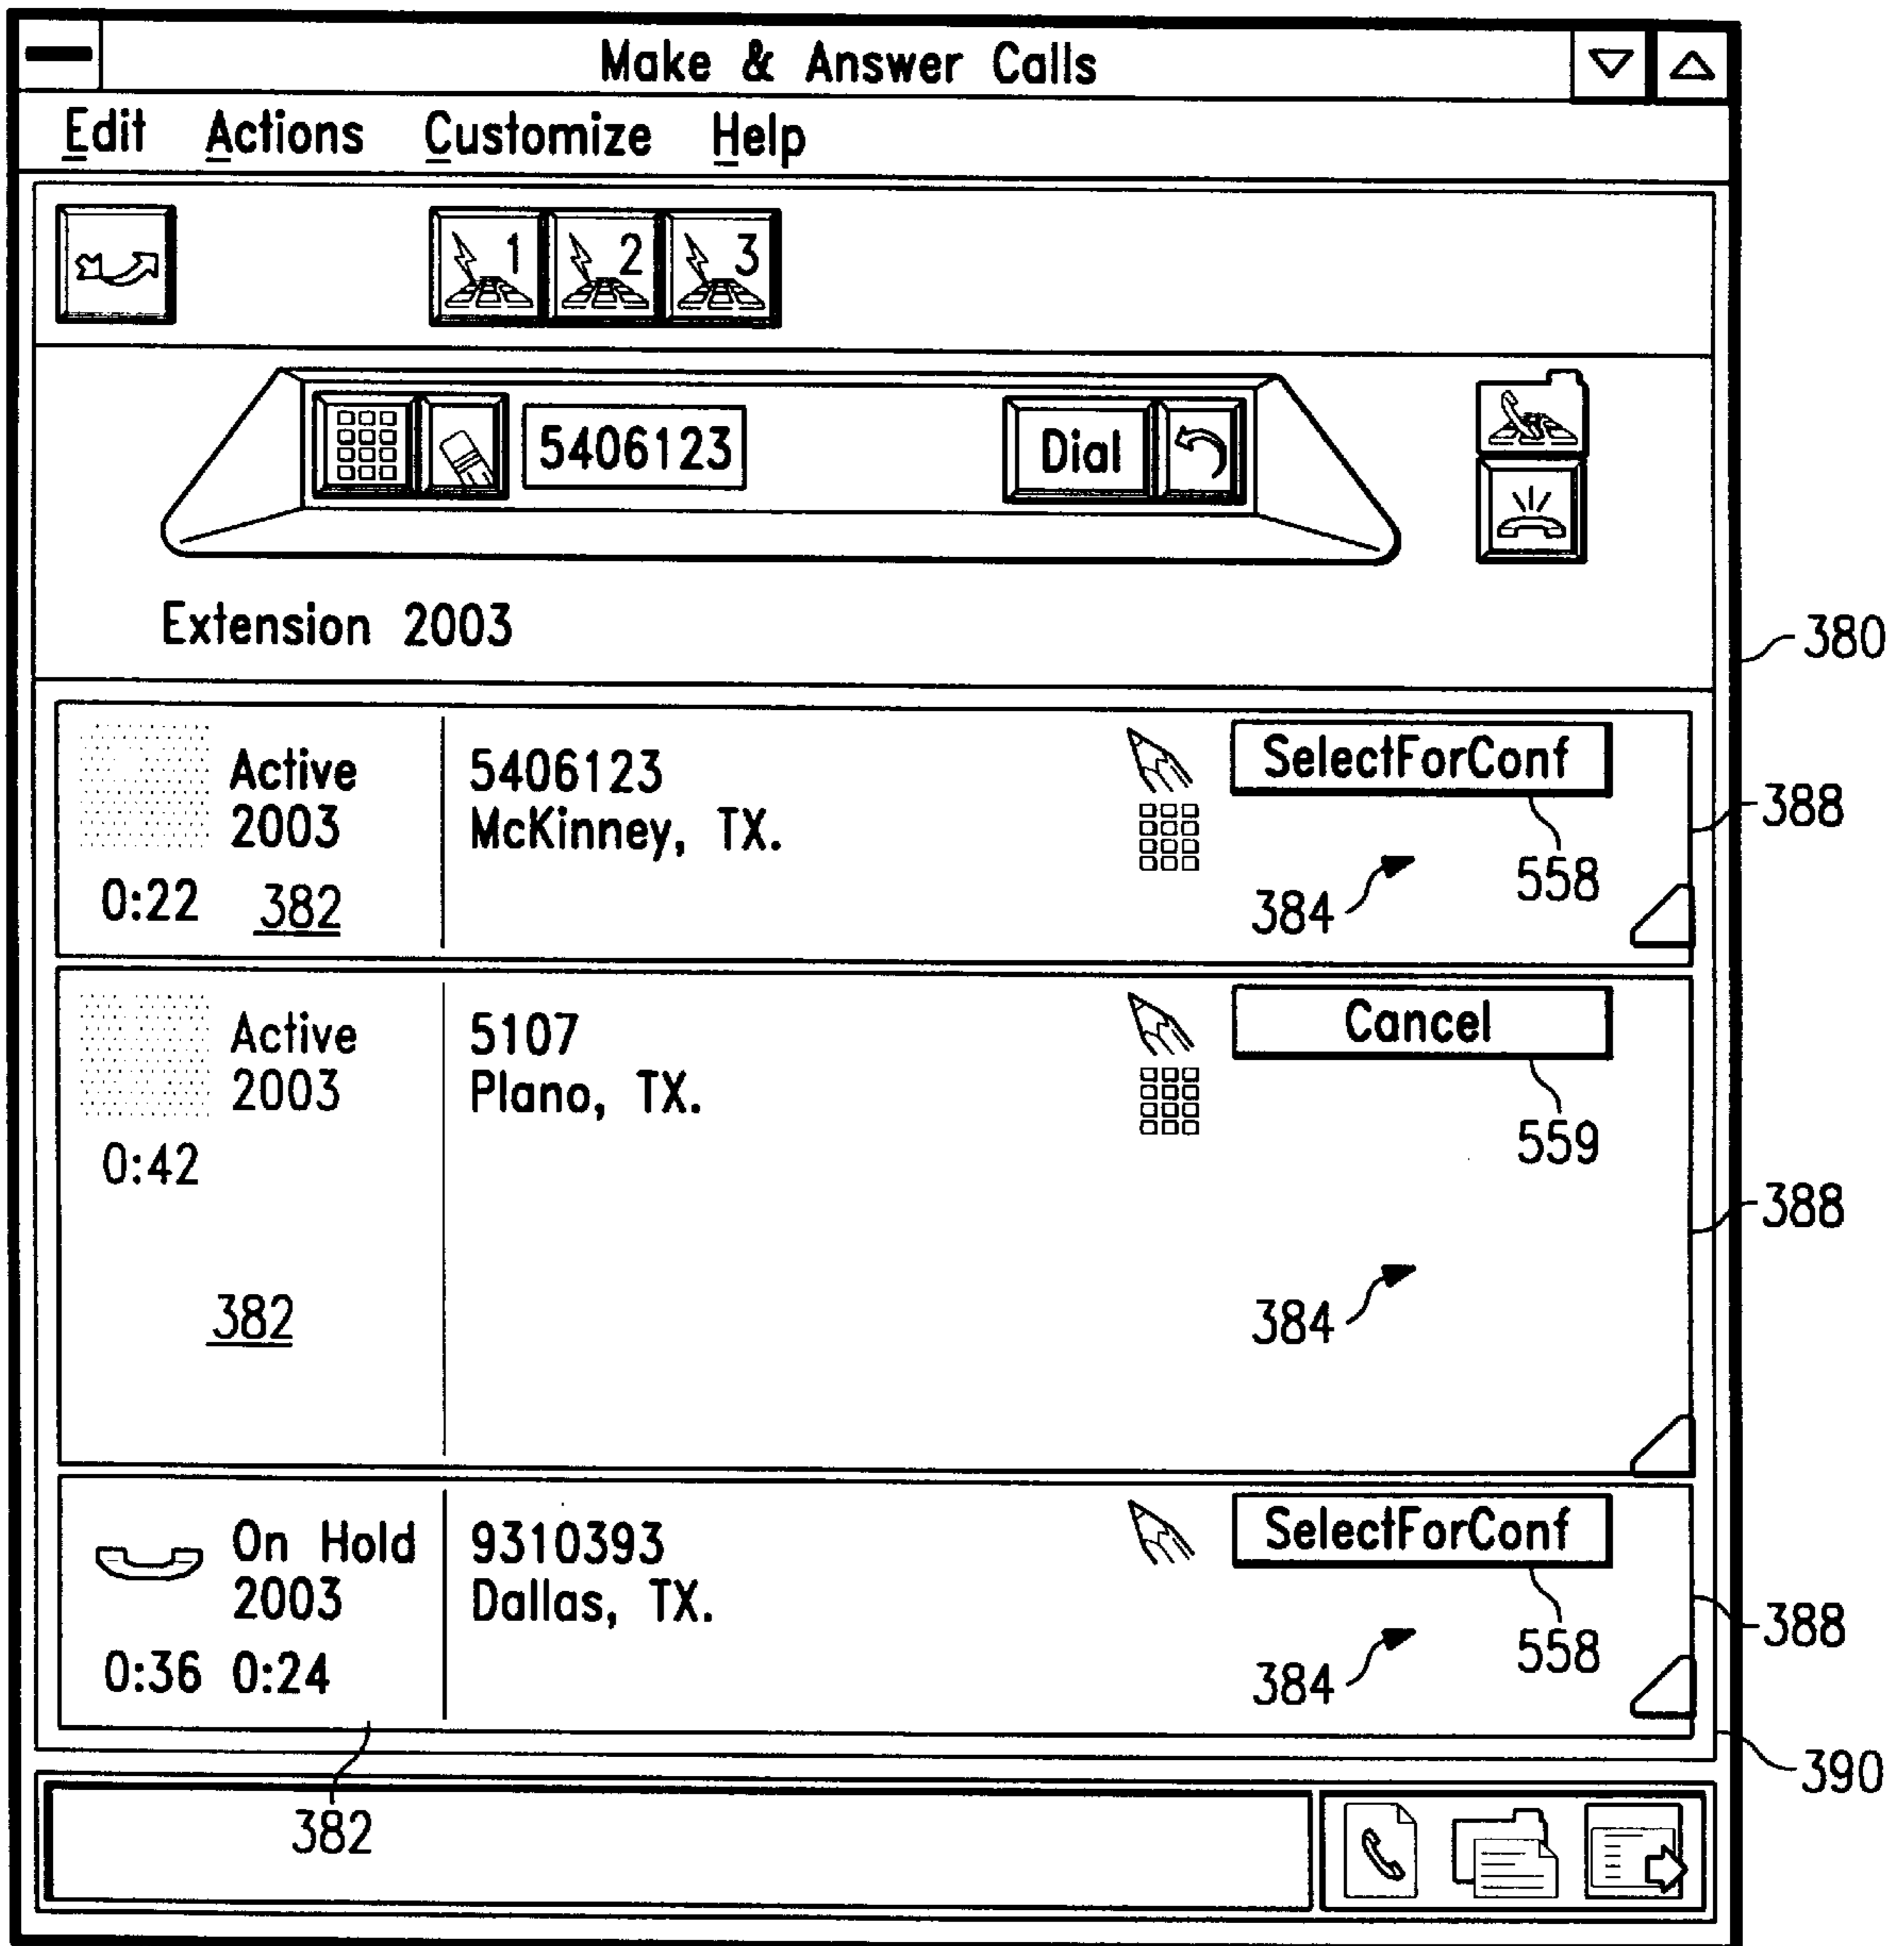 Make & Answer Calls
Edit Actions Customize Help
1 2 3
5406123 Dial
Extension 2003
380
Active 5406123 SelectForConf
2003 McKinney, TX.
388
0:22 382 384 558
Active 5107 Cancel
2003 Plano, TX.
0:42 559
388
382 384
On Hold 9310393 SelectForConf
2003 Dallas, TX.
388
0:36 0:24 384 558
390
382